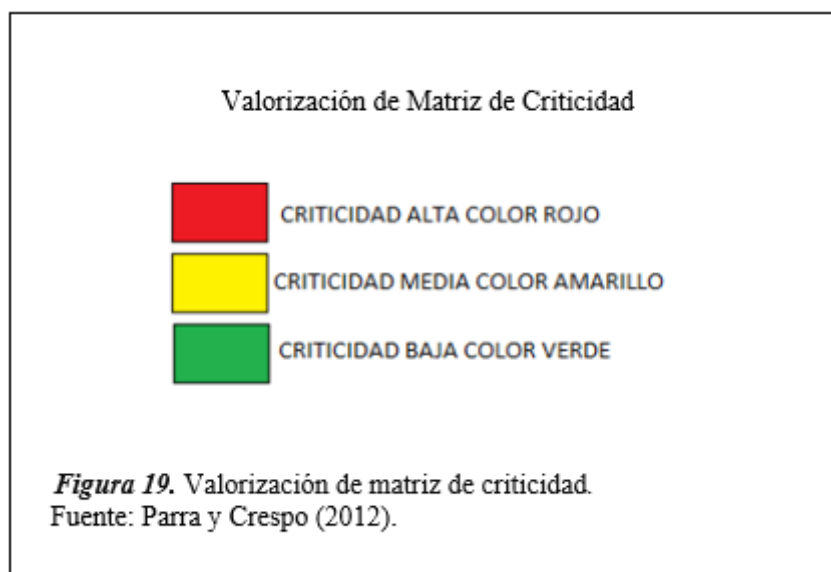 Valorización de Matriz de Criticidad
CRITICIDAD ALTA COLOR ROJO
CRITICIDAD MEDIA COLOR AMARILLO
CRITICIDAD BAJA COLOR VERDE
Figura 19. Valorización de matriz de criticidad.
Fuente: Parra y Crespo (2012).